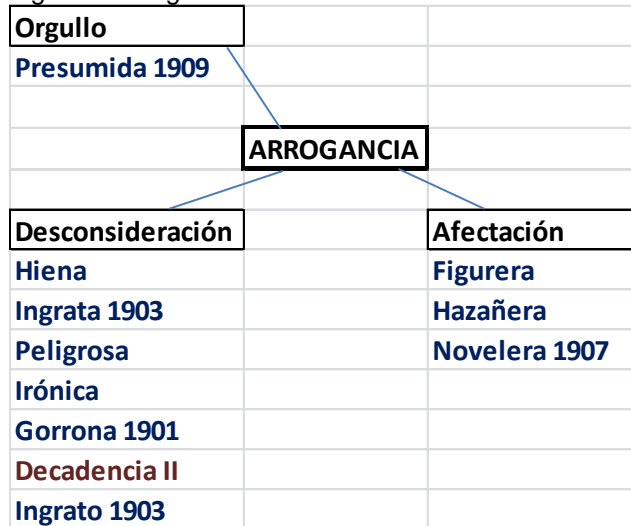 Orgullo
Presumida 1909
ARROGANCIA
Desconsideración
Afectación
Hiena
Figurera
Ingrata 1903
Hazañera
Peligrosa
Novelera 1907
Irónica
Gorrona 1901
Decadencia II
Ingrato 1903